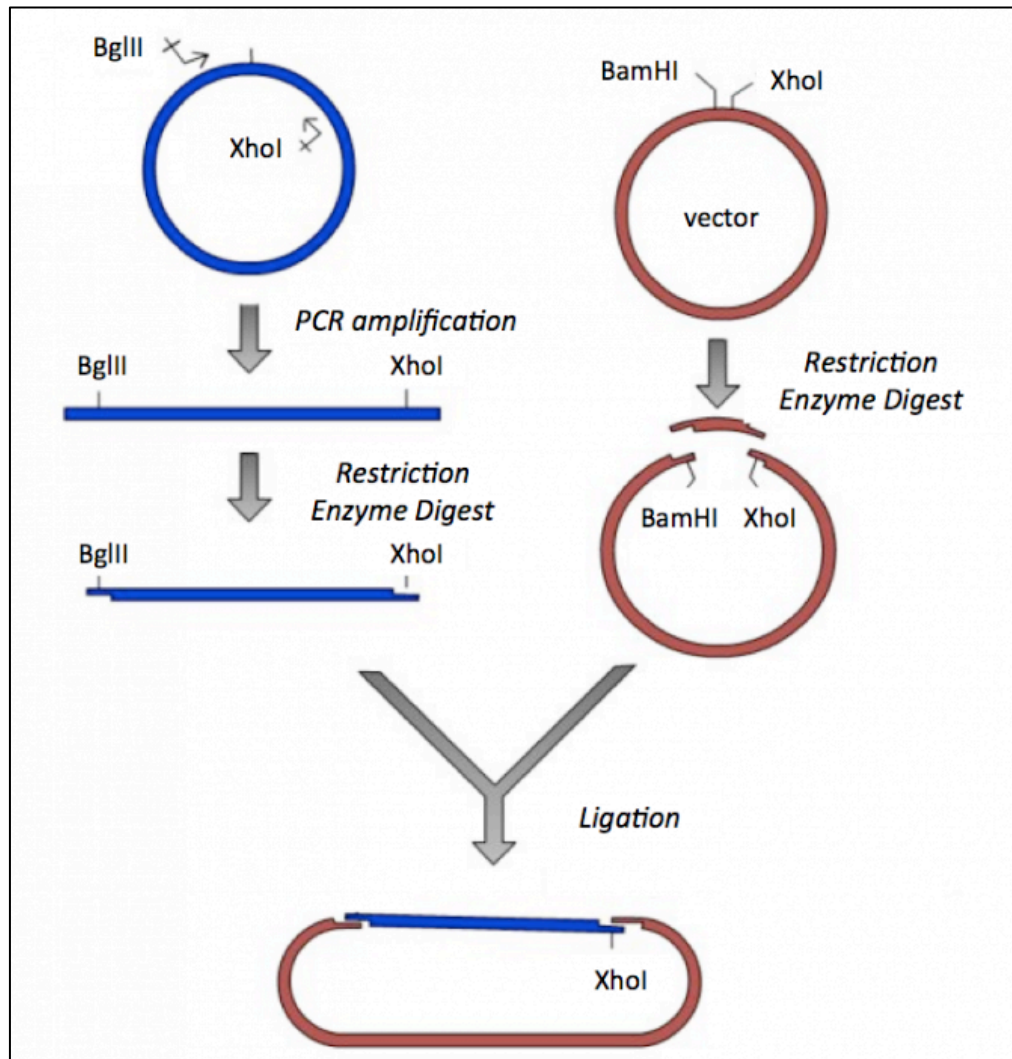 BglII
XhoI
PCR amplification
BglII
XhoI
Restriction
Enzyme Digest
BglII
XhoI
BamHI
XhoI
vector
Restriction
Enzyme Digest
BamHI
XhoI
Ligation
XhoI